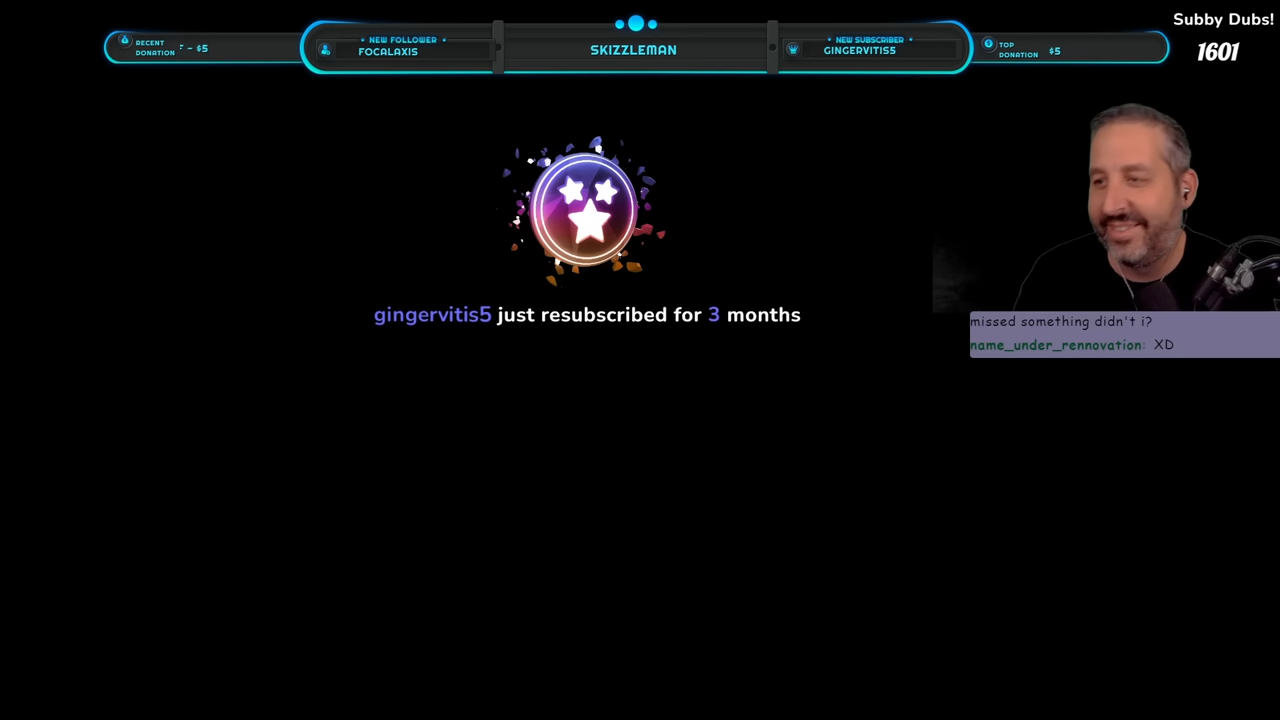 Subby Dubs!
1601
RECENT DONATION
- $5
• NEW FOLLOWER •
FOCALAXIS
SKIZZLEMAN
• NEW SUBSCRIBER •
GINGERVITIS5
TOP DONATION
$5
gingervitis5 just resubscribed for 3 months
missed something didn't i?
name_under_rennovation: XD